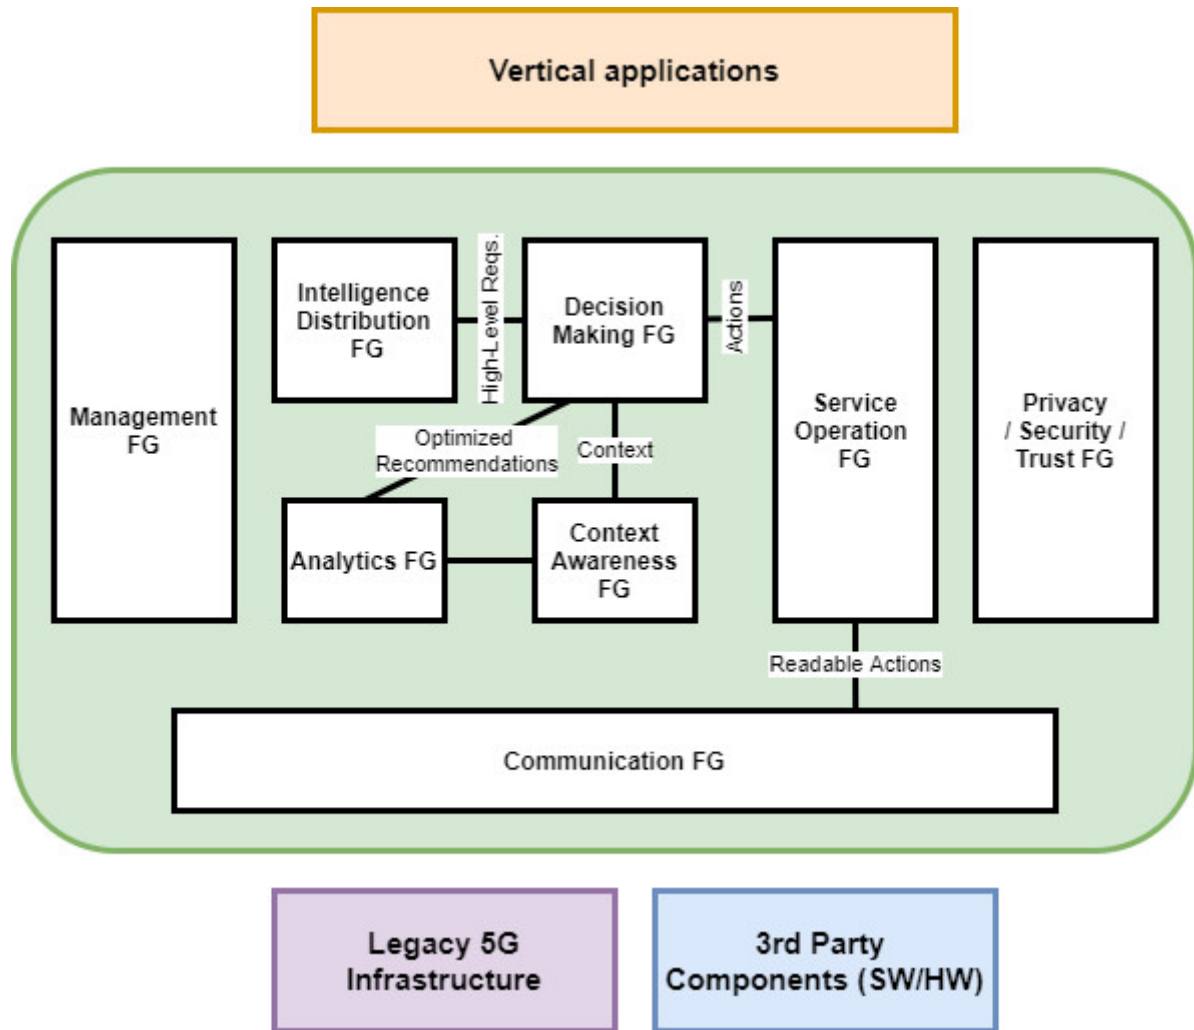 Vertical applications
Intelligence
Distribution
FG
High-Level Reqs.
Decision
Making FG
Actions
Management
FG
Service
Operation
FG
Privacy
/ Security /
Trust FG
Optimized
Recommendations
Context
Analytics FG
Context
Awareness
FG
Readable Actions
Communication FG
Legacy 5G
Infrastructure
3rd Party
Components (SW/HW)